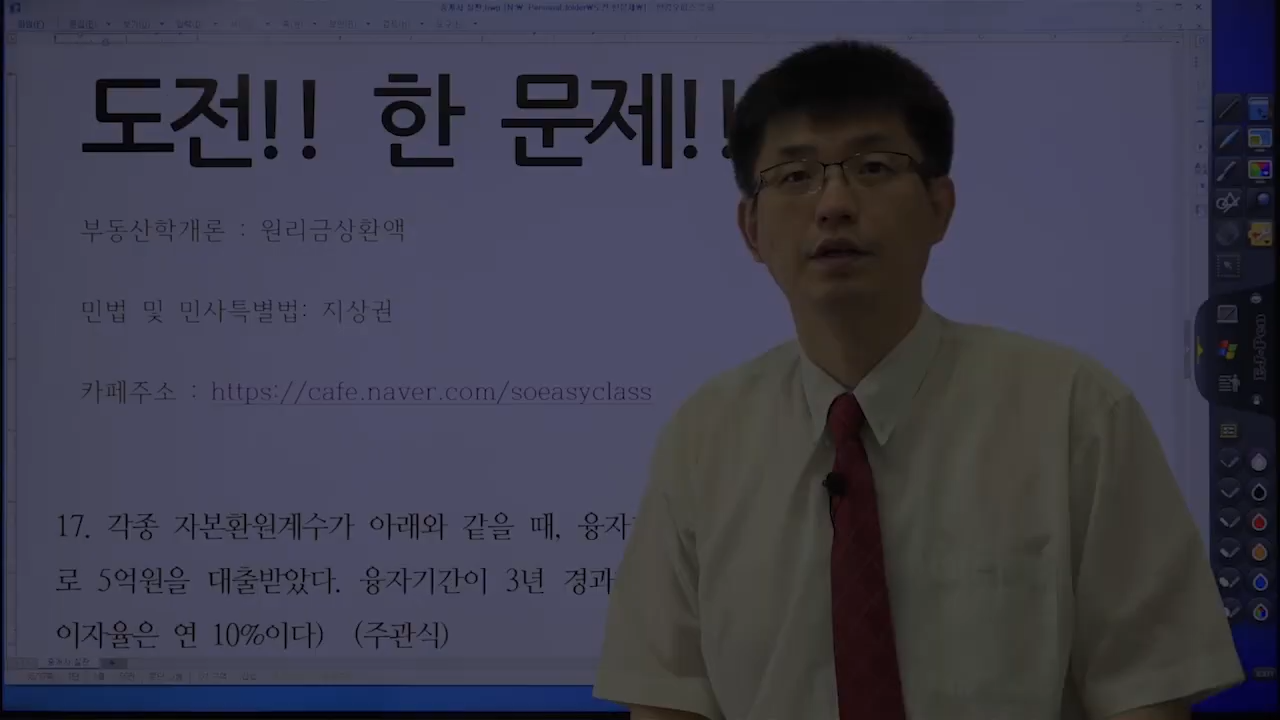 도전!! 한 문제!!
부동산학개론 : 원리금상환액
민법 및 민사특별법: 지상권
카페주소 : https://cafe.naver.com/soeasyclass
17. 각종 자본환원계수가 아래와 같을 때, 융자
로 5억원을 대출받았다. 융자기간이 3년 경과
이자율은 연 10%이다) (주관식)